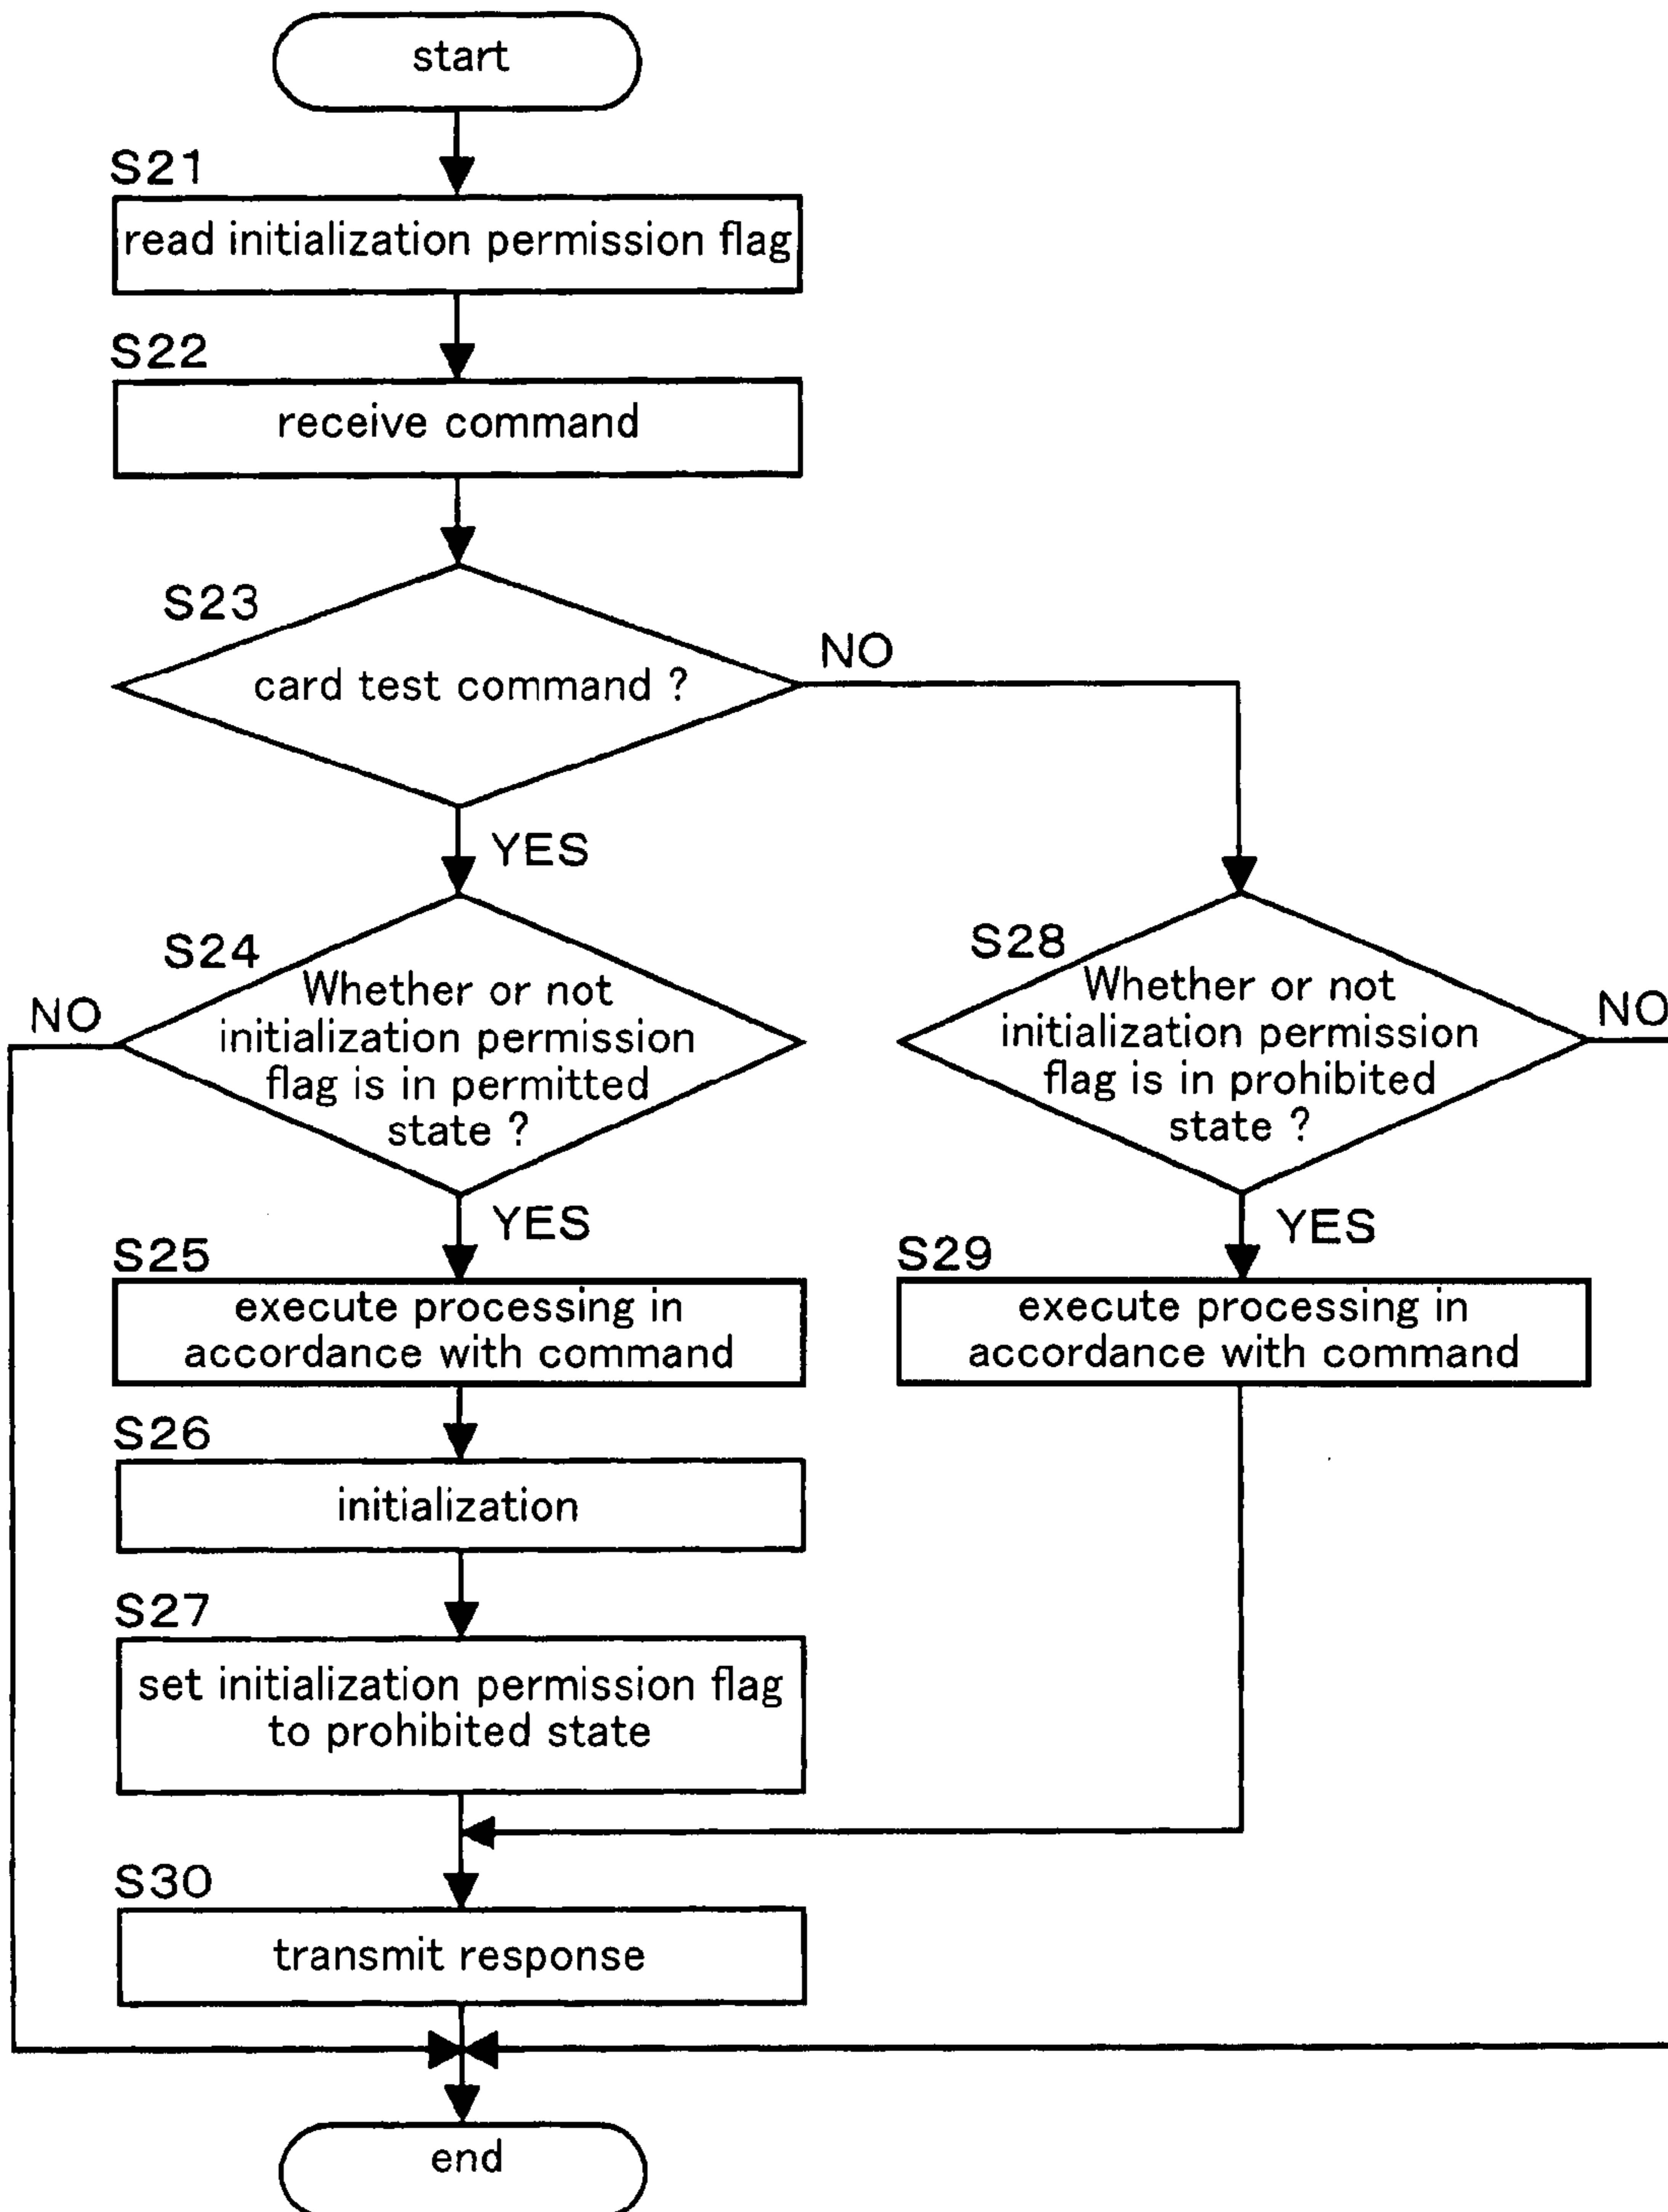 start
S21
read initialization permission flag
S22
receive command
S23
card test command ?
NO
YES
S24
Whether or not
initialization permission
flag is in permitted
state ?
NO
YES
S28
Whether or not
initialization permission
flag is in prohibited
state ?
NO
YES
S25
execute processing in
accordance with command
S29
execute processing in
accordance with command
S26
initialization
S27
set initialization permission flag
to prohibited state
S30
transmit response
end